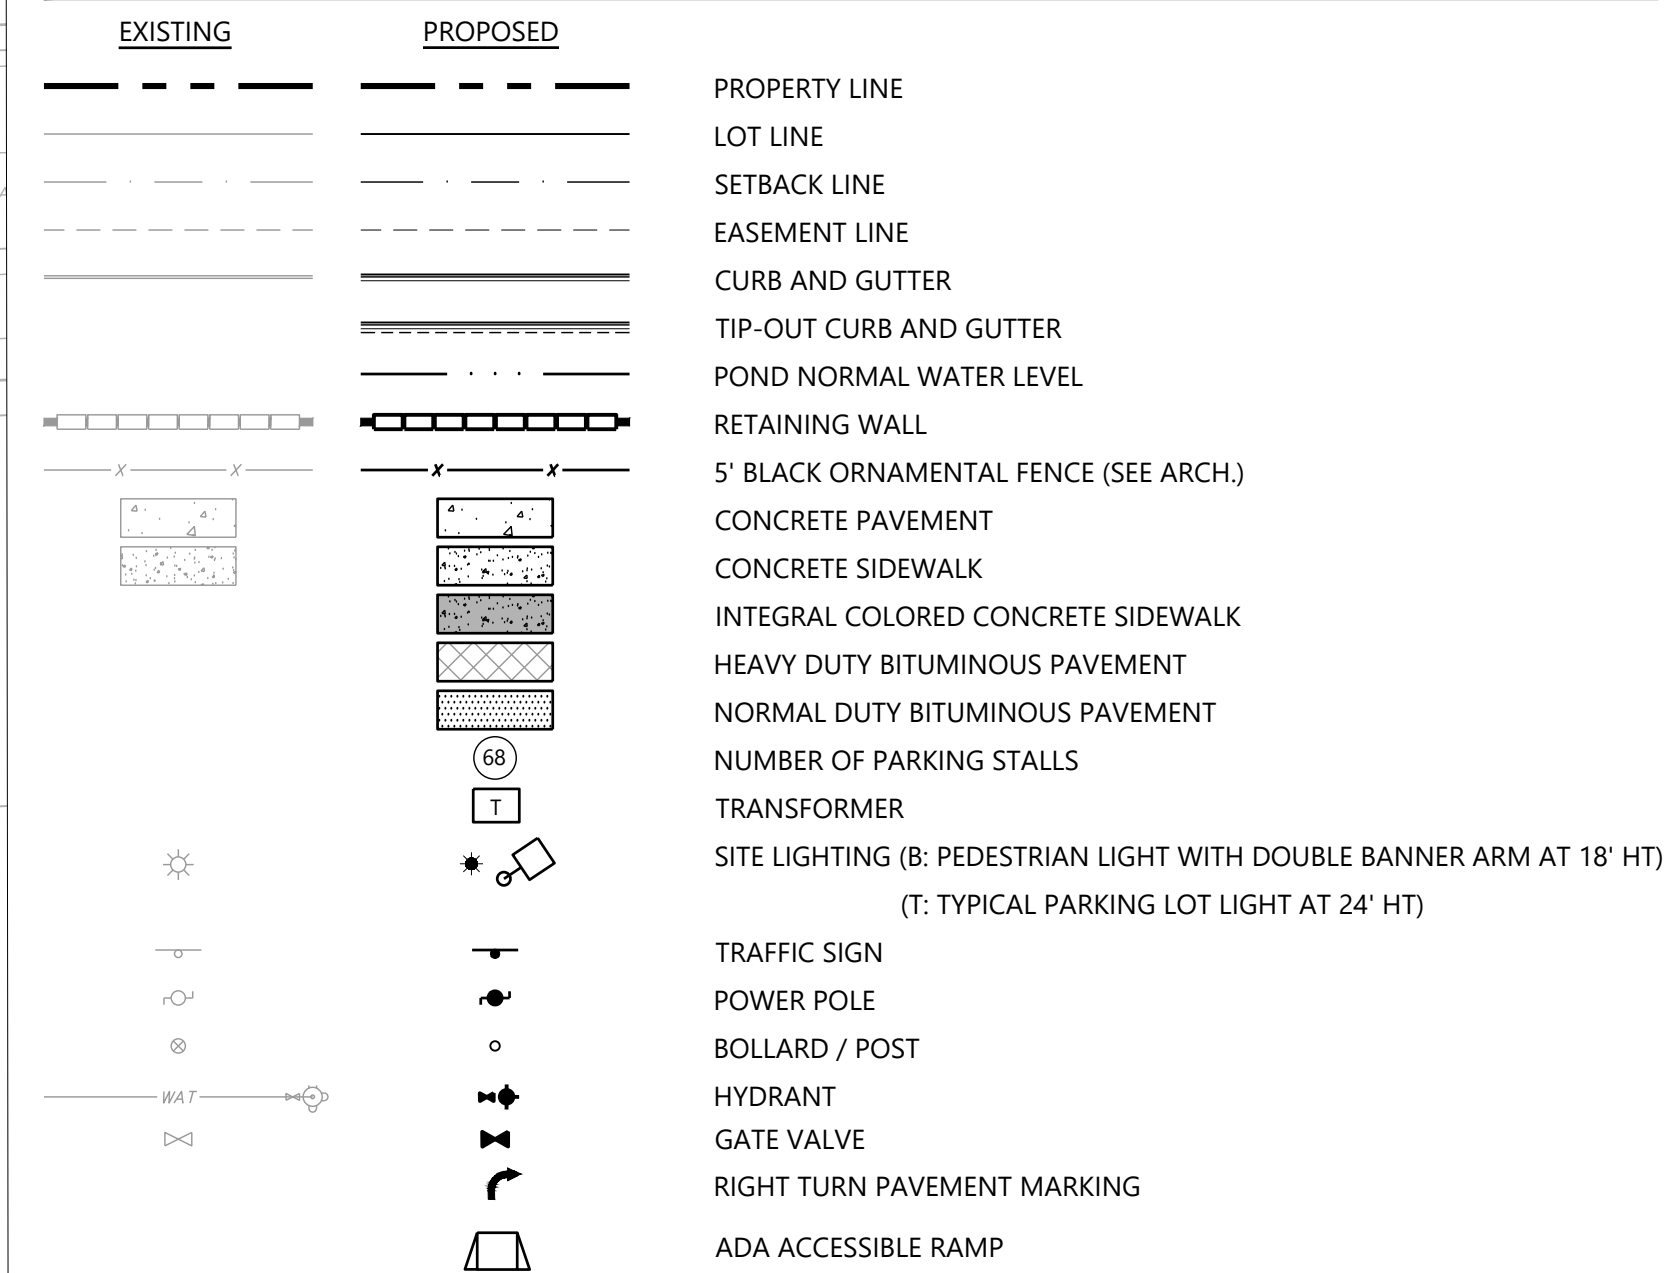 EXISTING PROPOSED
PROPERTY LINE
LOT LINE
SETBACK LINE
EASEMENT LINE
CURB AND GUTTER
TIP-OUT CURB AND GUTTER
POND NORMAL WATER LEVEL
RETAINING WALL
X X X X 5' BLACK ORNAMENTAL FENCE (SEE ARCH.)
CONCRETE PAVEMENT
CONCRETE SIDEWALK
INTEGRAL COLORED CONCRETE SIDEWALK
HEAVY DUTY BITUMINOUS PAVEMENT
NORMAL DUTY BITUMINOUS PAVEMENT
68 NUMBER OF PARKING STALLS
T TRANSFORMER
SITE LIGHTING (B: PEDESTRIAN LIGHT WITH DOUBLE BANNER ARM AT 18' HT)
(T: TYPICAL PARKING LOT LIGHT AT 24' HT)
TRAFFIC SIGN
POWER POLE
BOLLARD / POST
WAT HYDRANT
GATE VALVE
RIGHT TURN PAVEMENT MARKING
ADA ACCESSIBLE RAMP